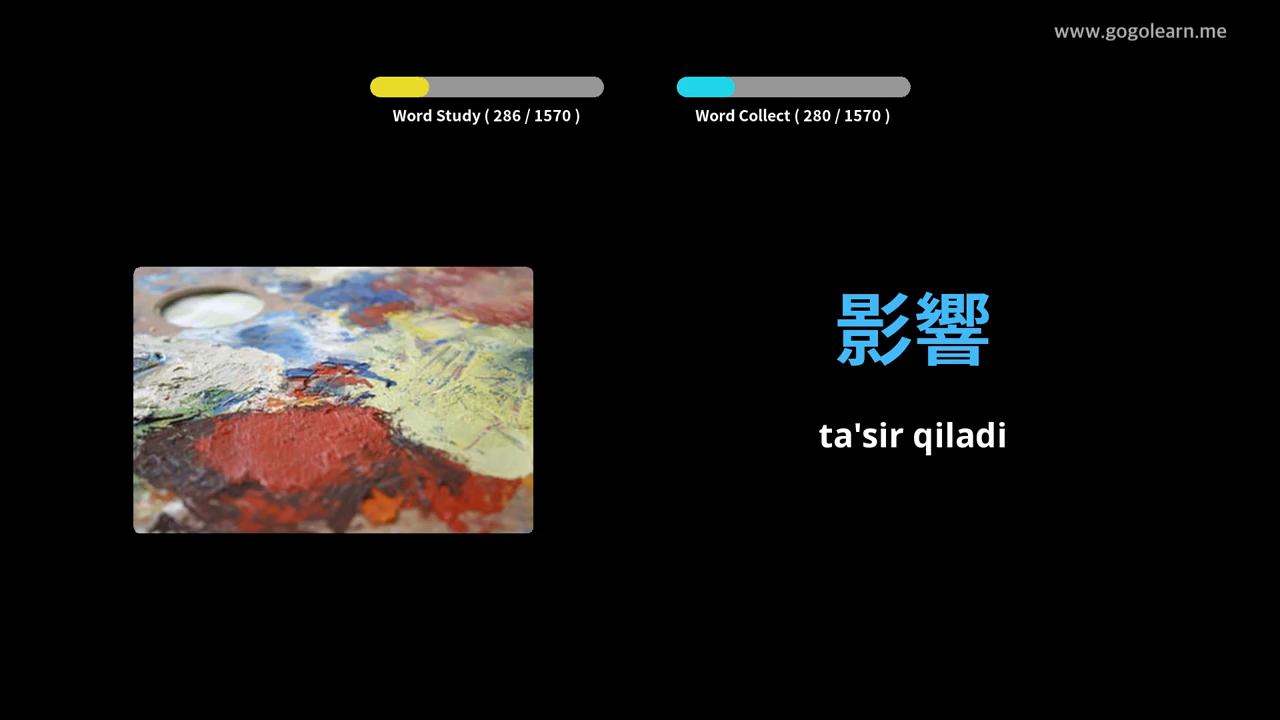 www.gogolearn.me
Word Study ( 286 / 1570 )
Word Collect ( 280 / 1570 )
影響
ta'sir qiladi